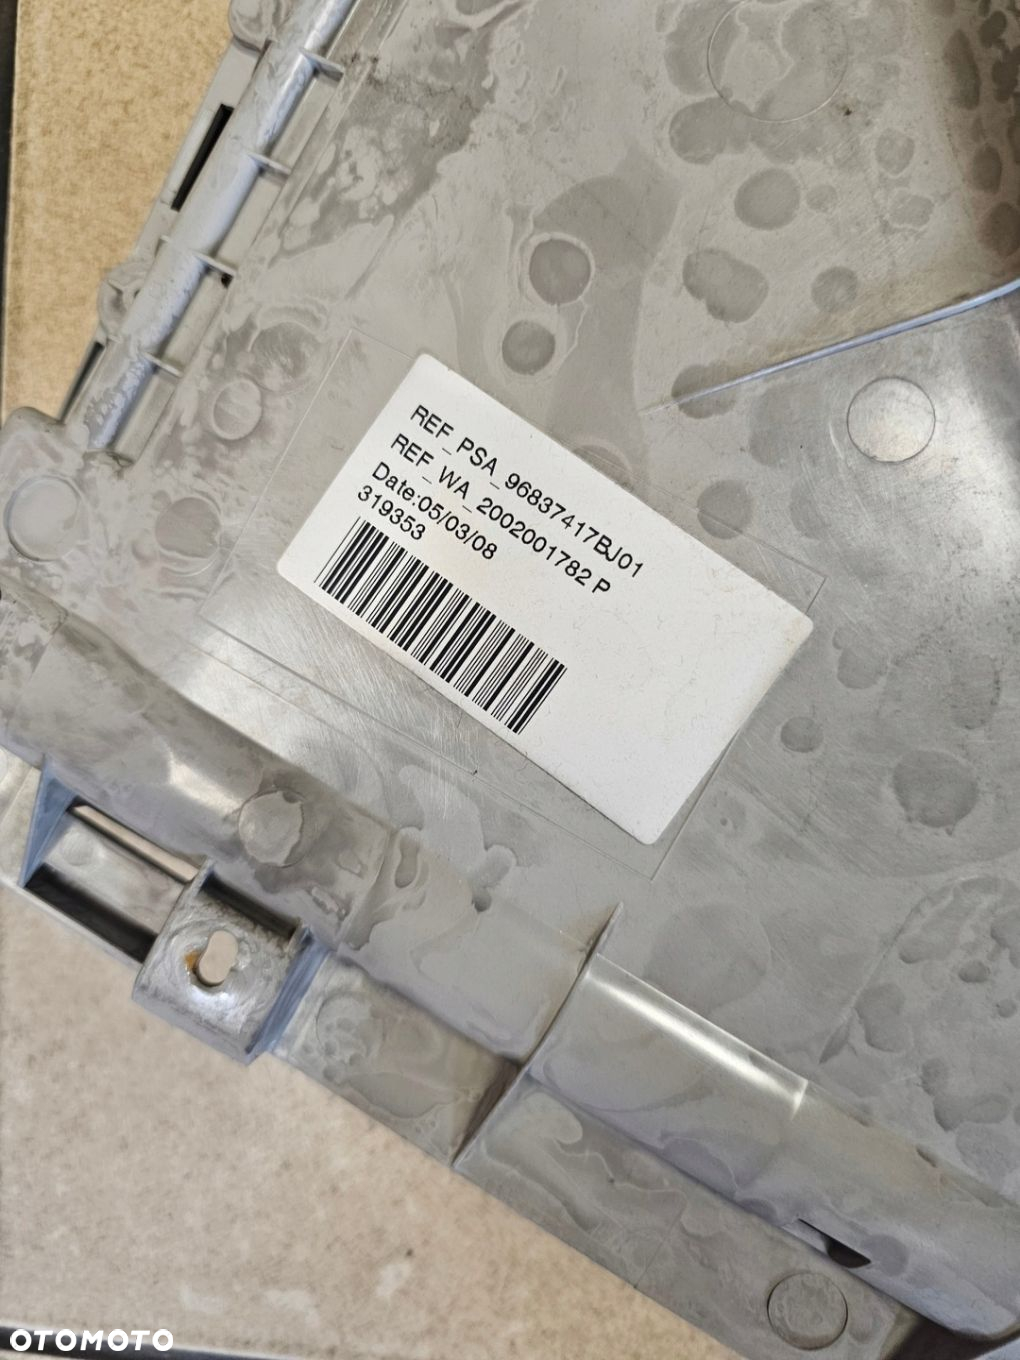 REF_PSA_96837417BJ01
REF_WA_2002001782 P
Date:05/03/08
319353
OTOMOTO